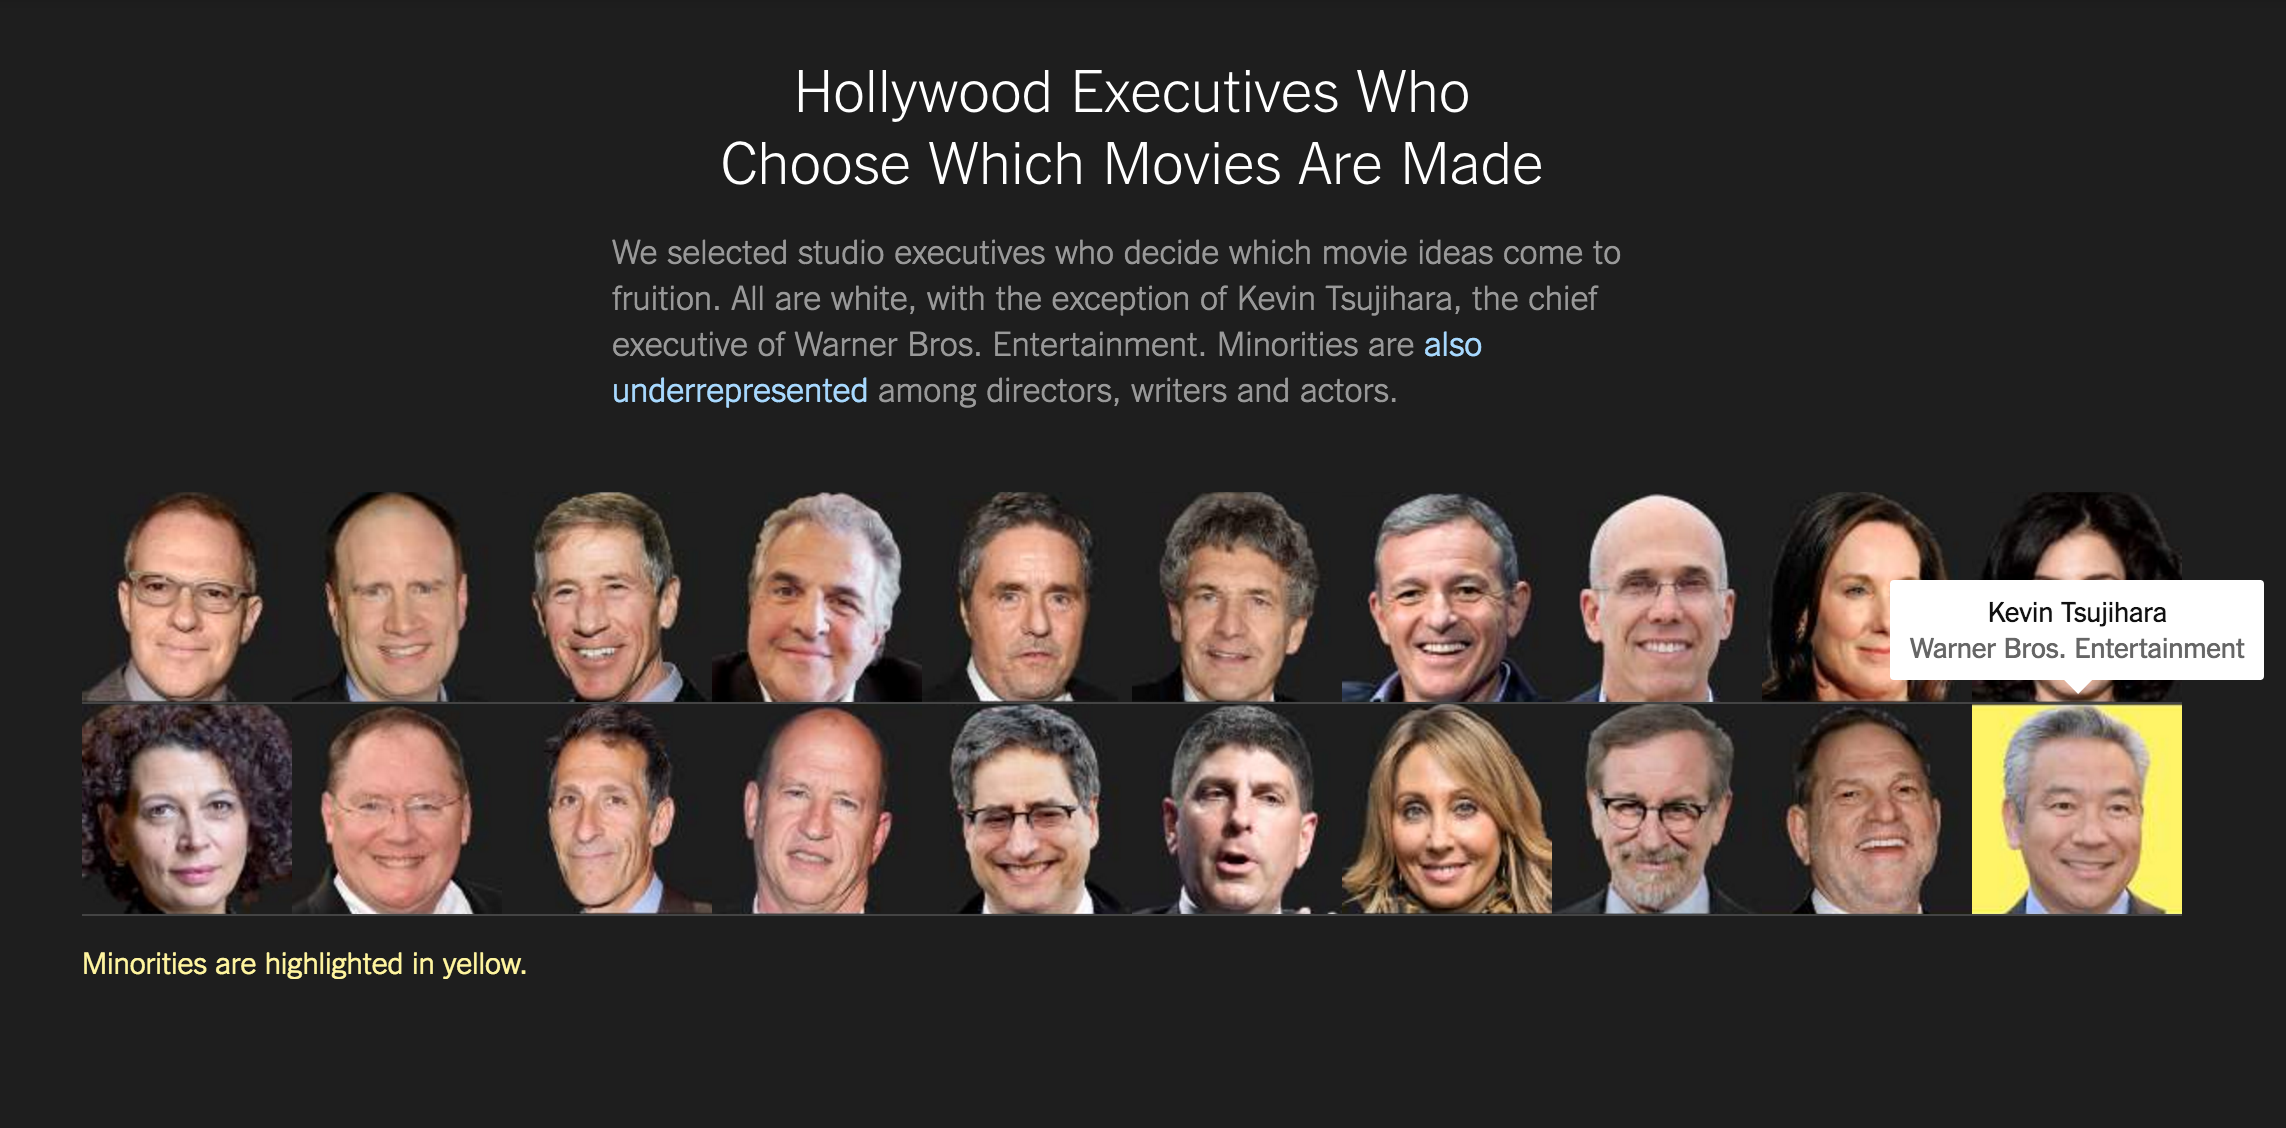 Hollywood Executives Who
Choose Which Movies Are Made
We selected studio executives who decide which movie ideas come to
fruition. All are white, with the exception of Kevin Tsujihara, the chief
executive of Warner Bros. Entertainment. Minorities are also
underrepresented among directors, writers and actors.
Kevin Tsujihara
Warner Bros. Entertainment
Minorities are highlighted in yellow.